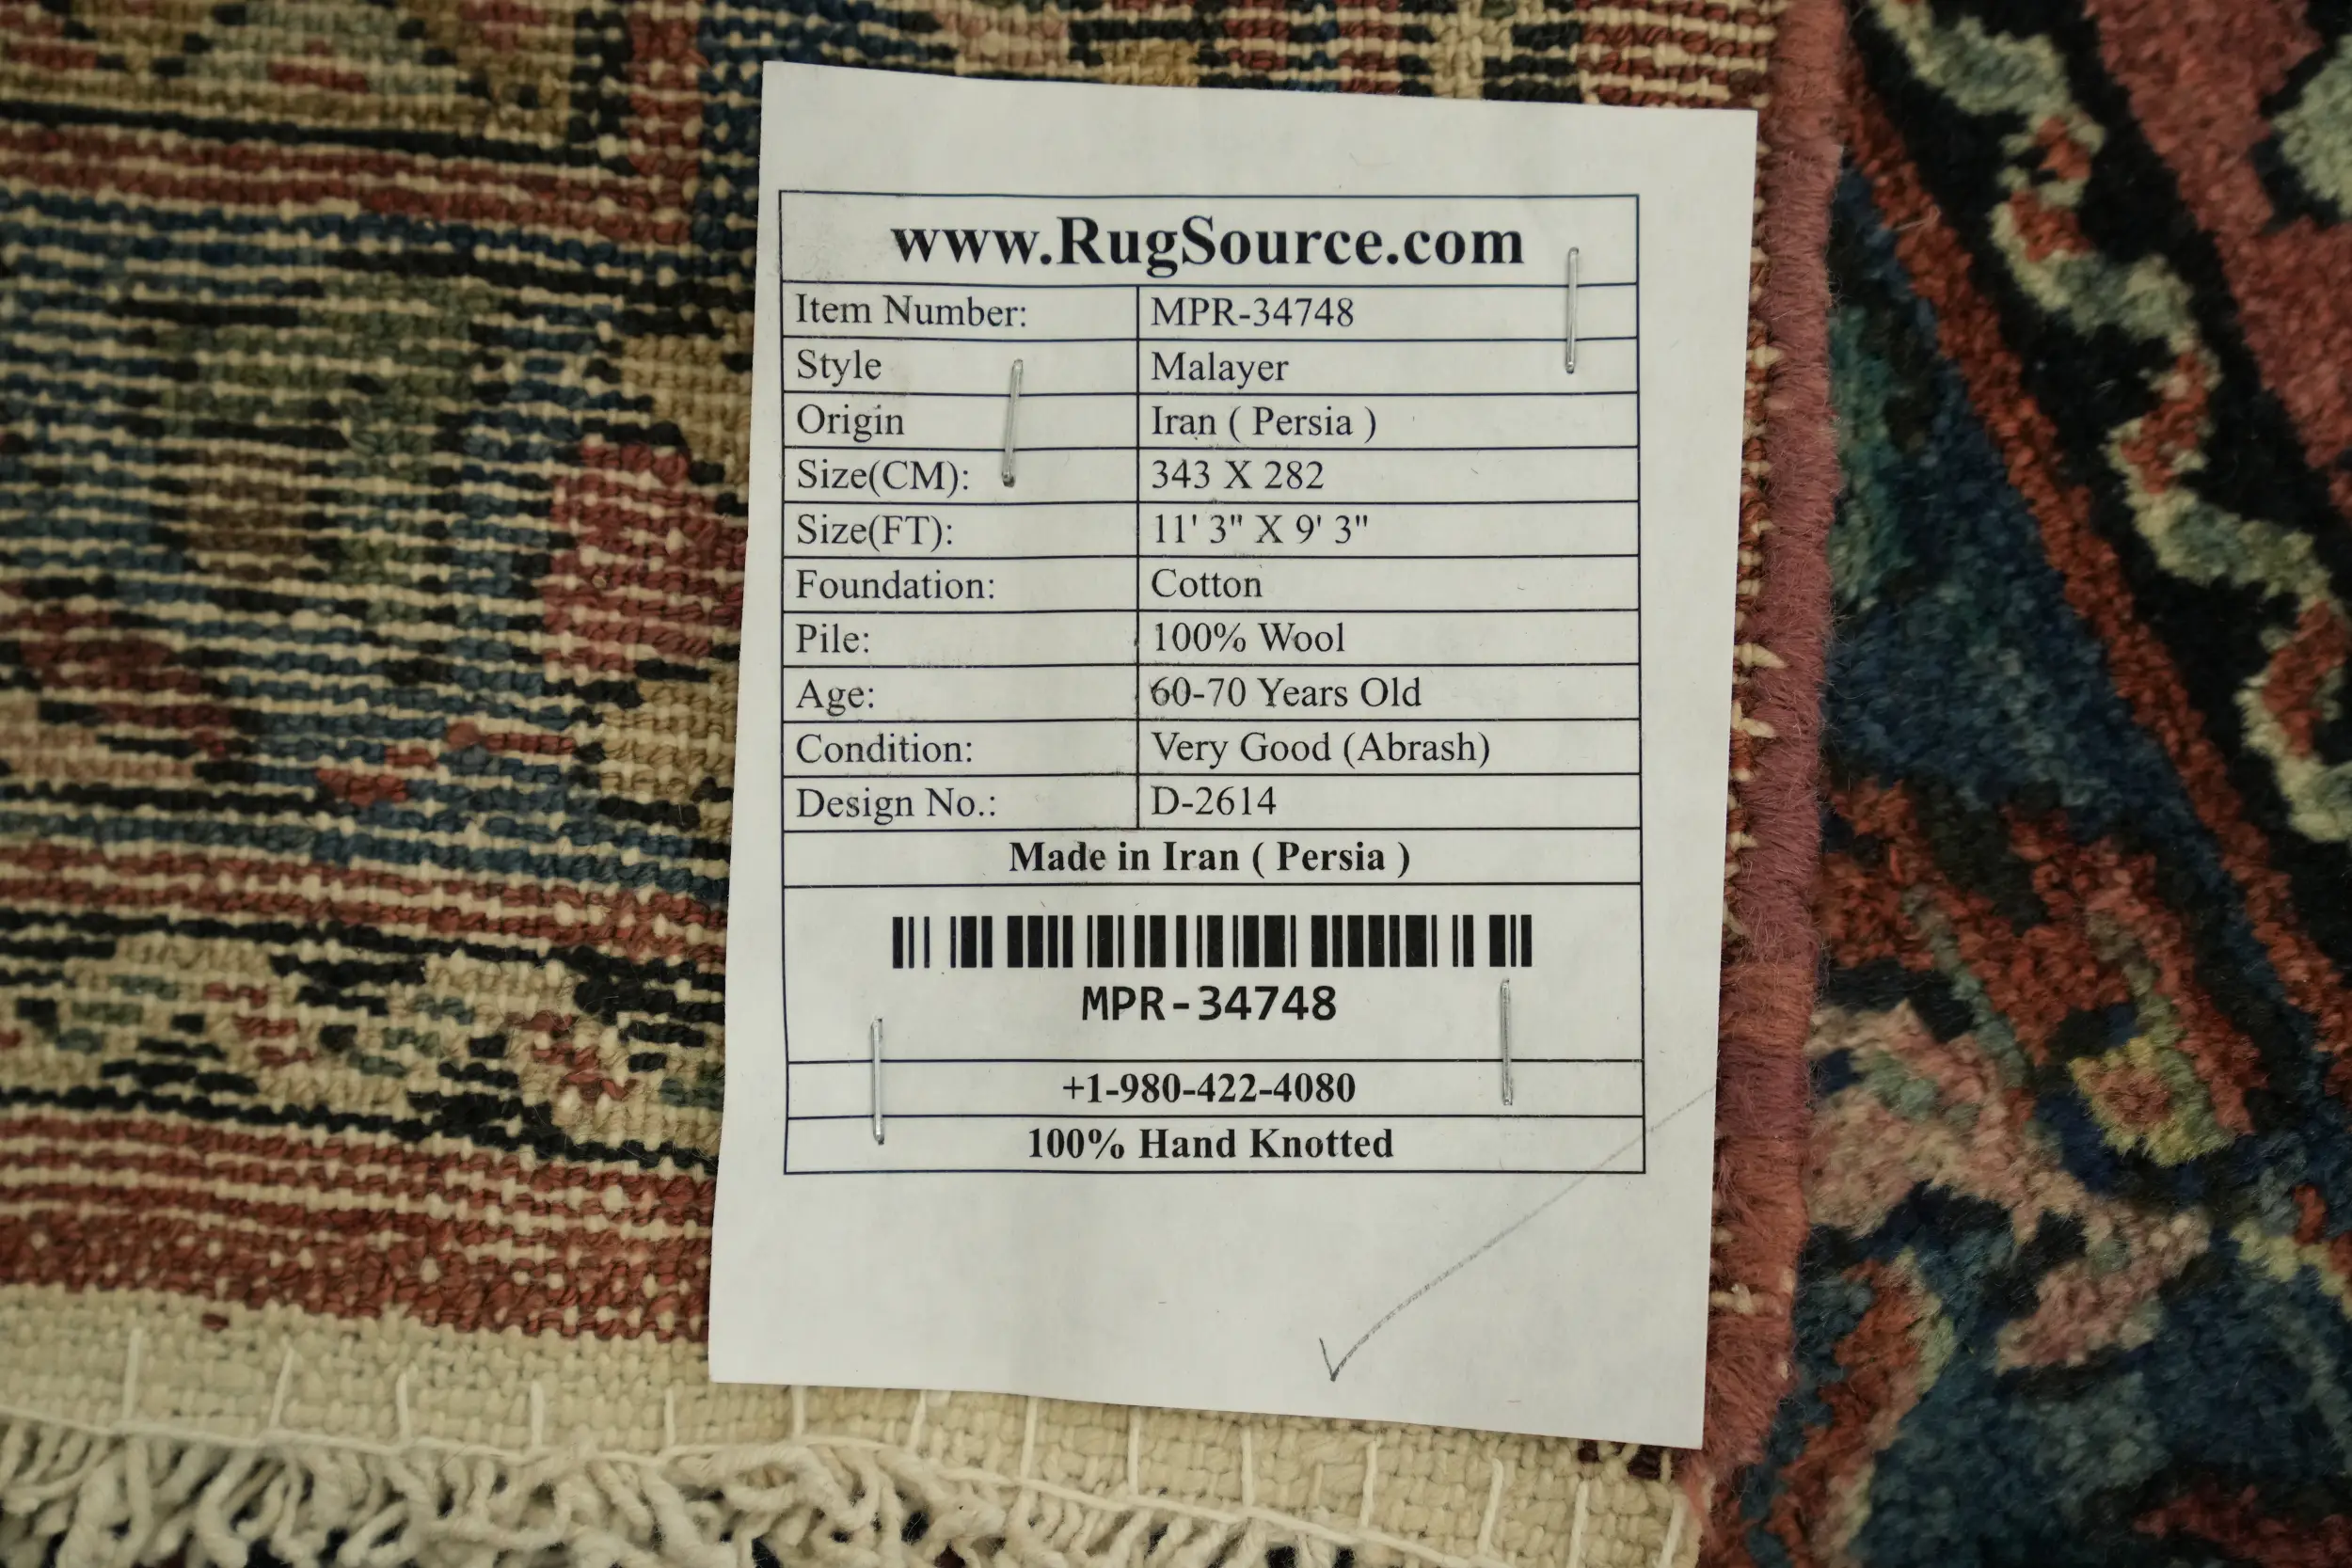 www.RugSource.com
Item Number: MPR-34748
Style Malayer
Origin Iran ( Persia )
Size(CM): 343 X 282
Size(FT): 11' 3" X 9' 3"
Foundation: Cotton
Pile: 100% Wool
Age: 60-70 Years Old
Condition: Very Good (Abrash)
Design No.: D-2614
Made in Iran ( Persia )
MPR-34748
+1-980-422-4080
100% Hand Knotted